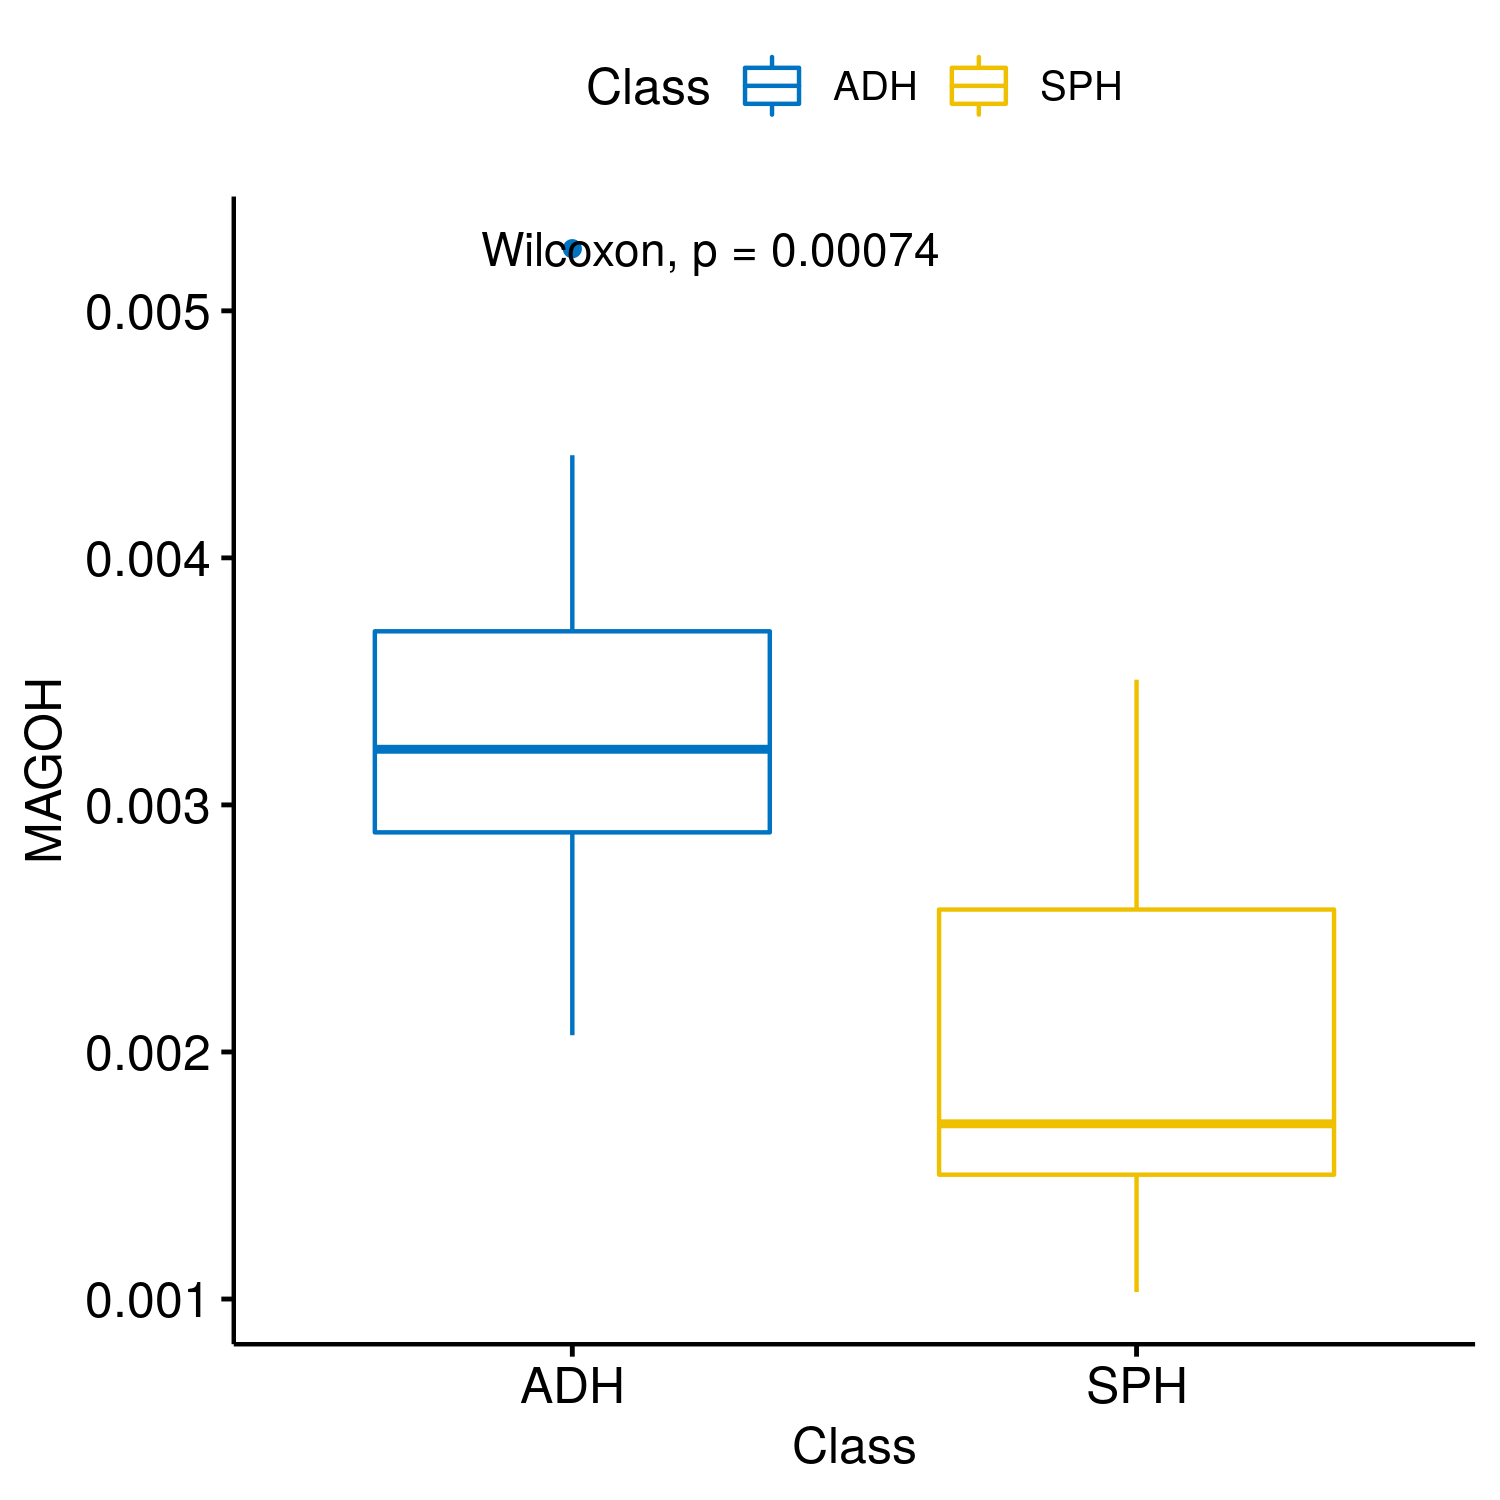 Class ADH SPH
Wilcoxon, p = 0.00074
0.005
0.004
0.003
0.002
0.001
MAGOH
ADH SPH
Class